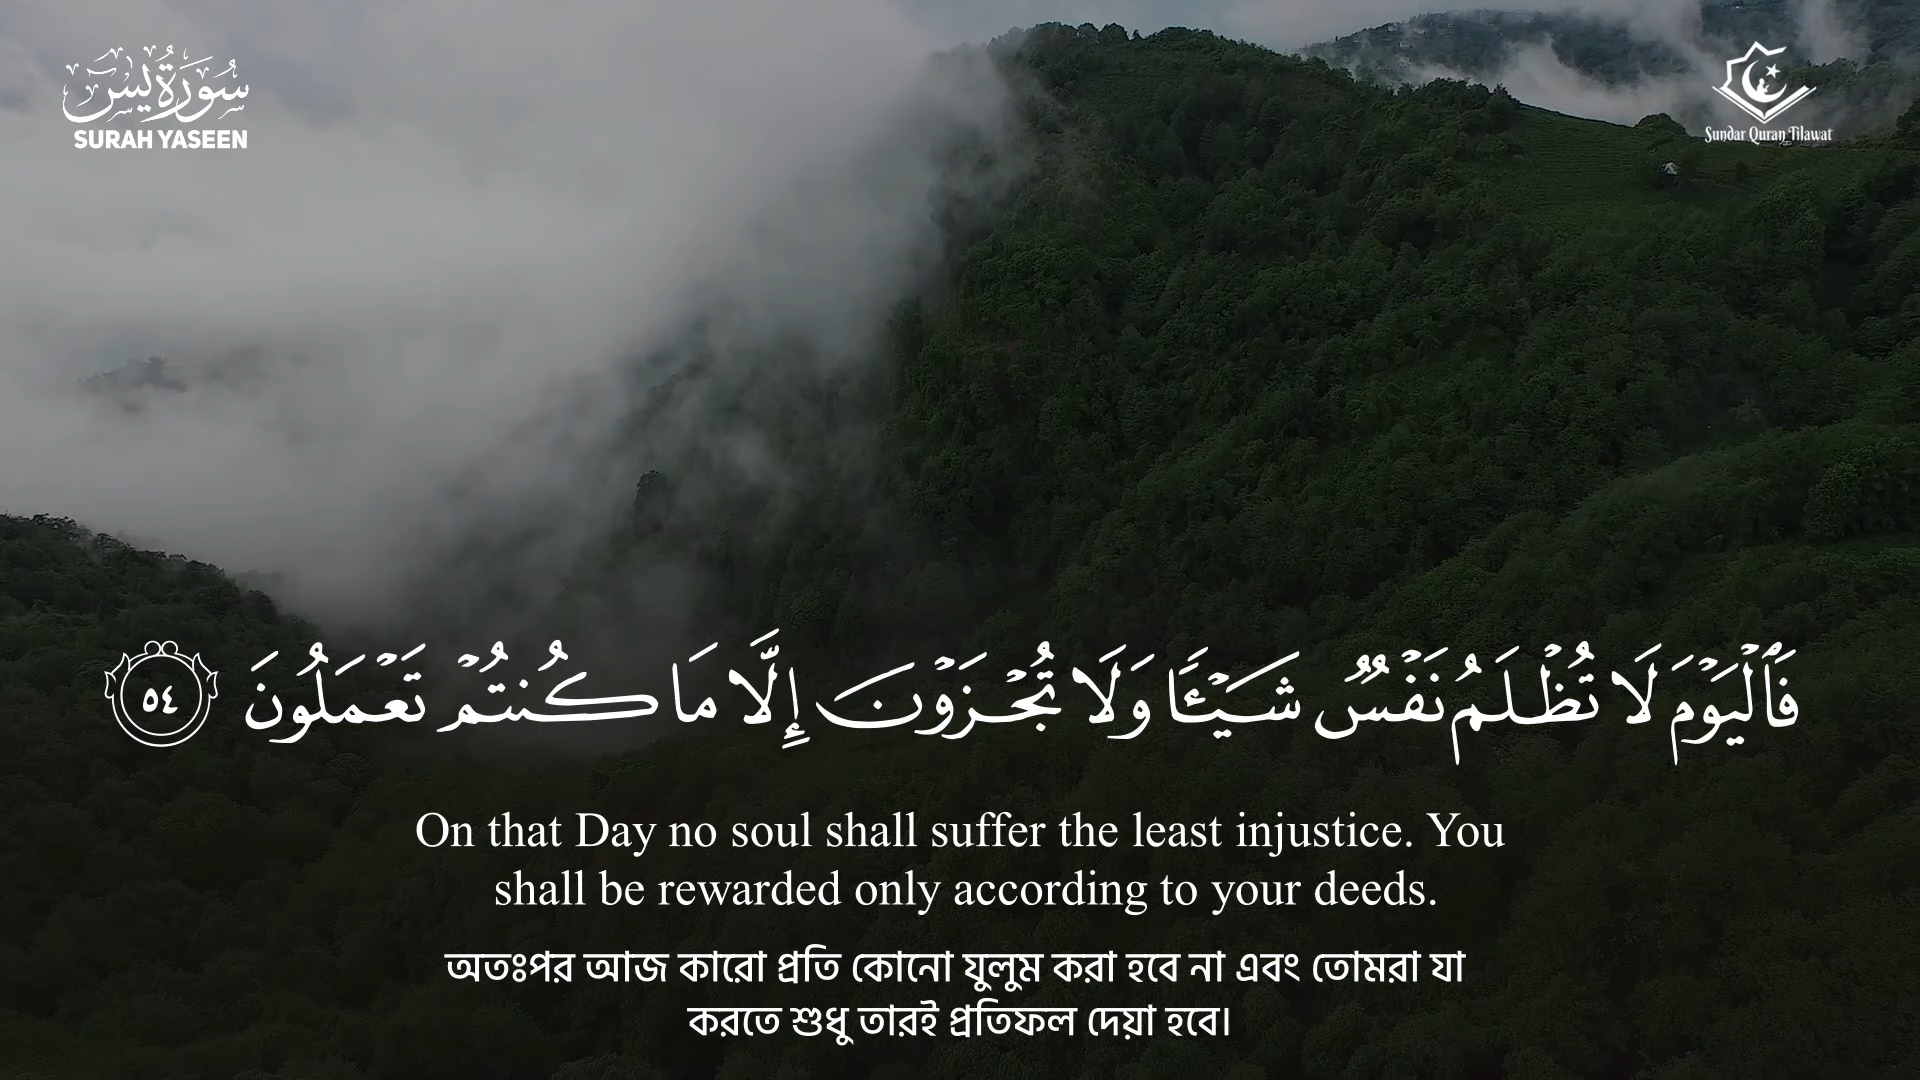 سُورَةُ يس
SURAH YASEEN
Sundar Quran Tilawat
فَٱلْيَوْمَ لَا تُظْلَمُ نَفْسٌ شَيْـًٔا وَلَا تُجْزَوْنَ إِلَّا مَا كُنتُمْ تَعْمَلُونَ ٥٤
On that Day no soul shall suffer the least injustice. You
shall be rewarded only according to your deeds.
অতঃপর আজ কারো প্রতি কোনো যুলুম করা হবে না এবং তোমরা যা
করতে শুধু তারই প্রতিফল দেয়া হবে।